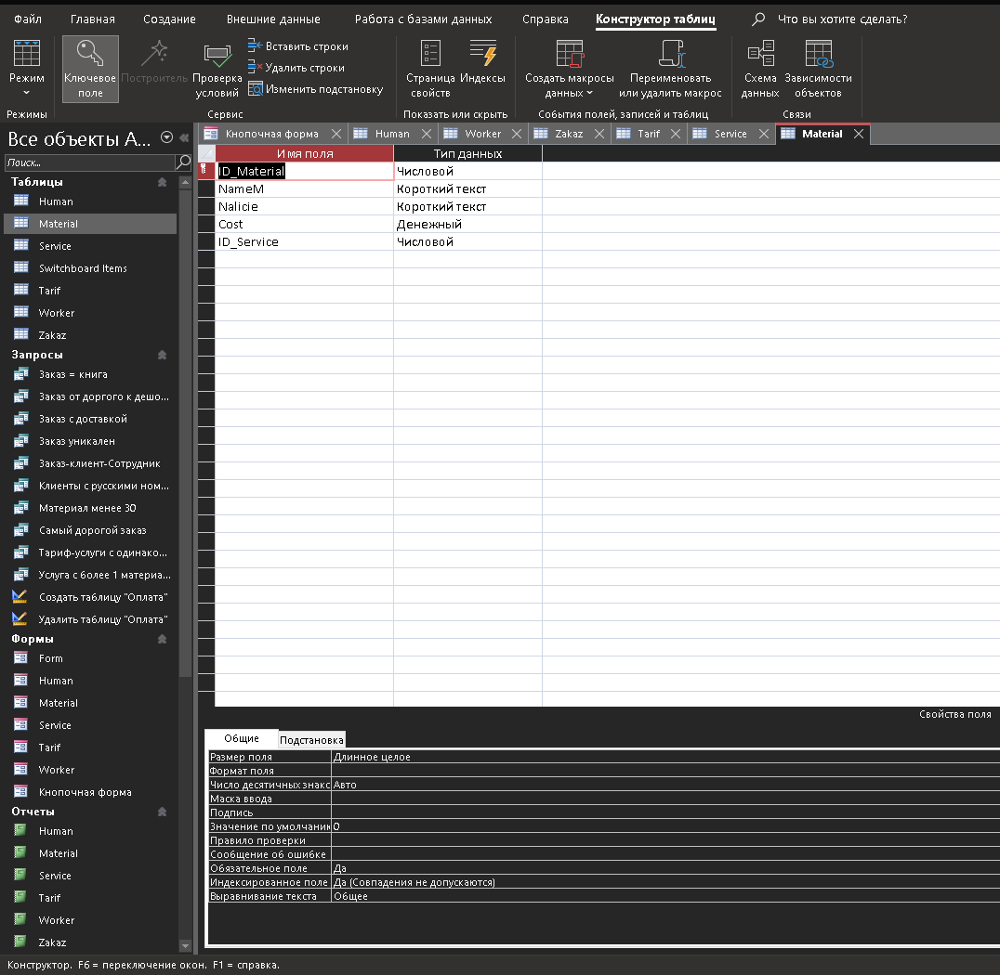 Файл Главная Создание Внешние данные Работа с базами данных Справка Конструктор таблиц Что вы хотите сделать?
Режим
Ключевое поле
Построитель
Проверка условий
Вставить строки
Удалить строки
Изменить подстановку
Страница свойств
Индексы
Создать макросы данных
Переименовать или удалить макрос
Схема данных
Зависимости объектов
Режимы Сервис Показать или скрыть События полей, записей и таблиц Связи
Все объекты A...
Поиск...
Таблицы
Human
Material
Service
Switchboard Items
Tarif
Worker
Zakaz
Запросы
Заказ = книга
Заказ от доргого к дешо...
Заказ с доставкой
Заказ уникален
Заказ-клиент-Сотрудник
Клиенты с русскими ном...
Материал менее 30
Самый дорогой заказ
Тариф-услуги с одинако...
Услуга с более 1 материа...
Создать таблицу "Оплата"
Удалить таблицу "Оплата"
Формы
Form
Human
Material
Service
Tarif
Worker
Кнопочная форма
Отчеты
Human
Material
Service
Tarif
Worker
Zakaz
Кнопочная форма Human Worker Zakaz Tarif Service Material
Имя поля Тип данных
ID_Material Числовой
NameM Короткий текст
Nalicie Короткий текст
Cost Денежный
ID_Service Числовой
Свойства поля
Общие Подстановка
Размер поля Длинное целое
Формат поля
Число десятичных знакс Авто
Маска ввода
Подпись
Значение по умолчани 0
Правило проверки
Сообщение об ошибке
Обязательное поле Да
Индексированное поле Да (Совпадения не допускаются)
Выравнивание текста Общее
Конструктор. F6 = переключение окон. F1 = справка.